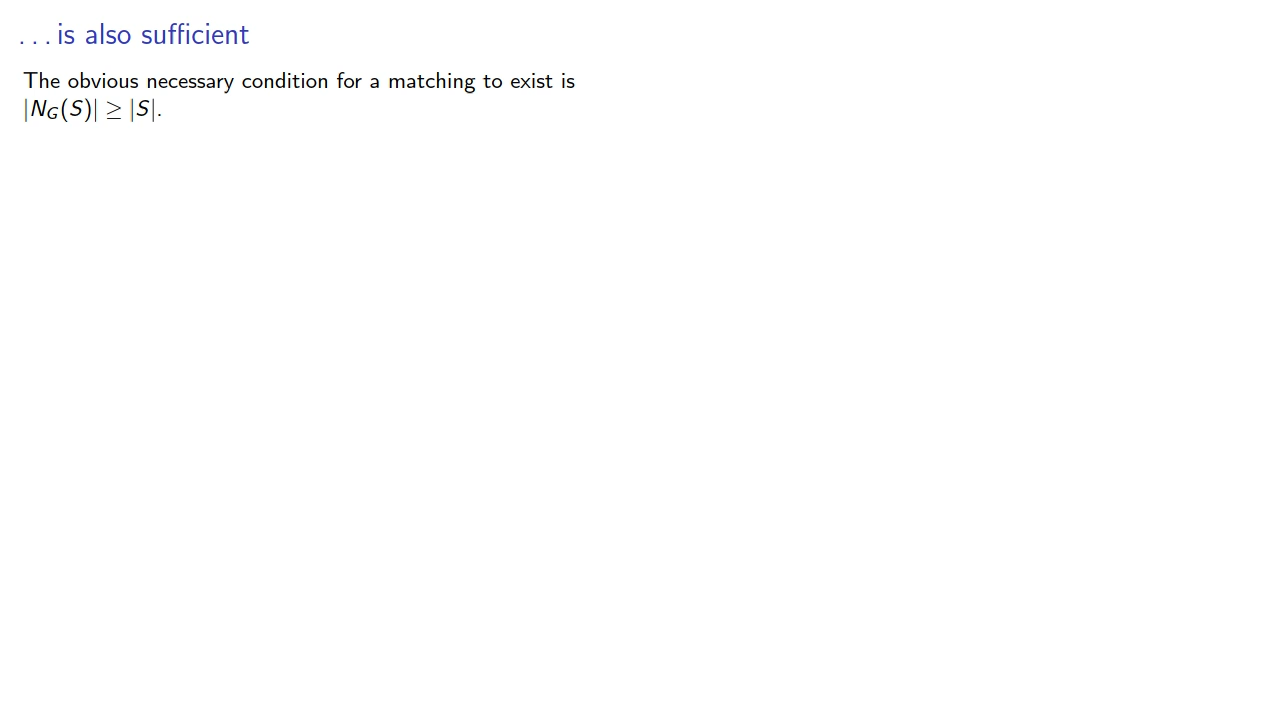 . . . is also sufficient
The obvious necessary condition for a matching to exist is
|N_G(S)| ≥ |S|.